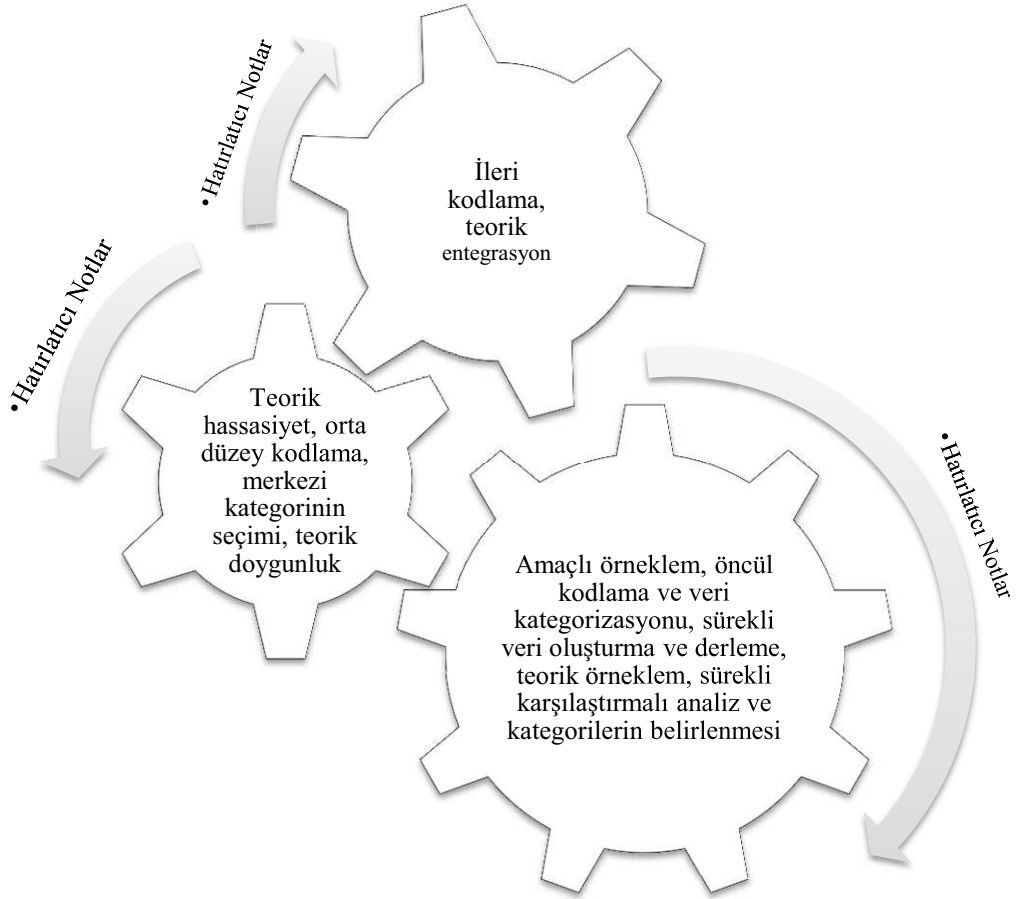 •Hatırlatıcı Notlar
İleri
kodlama,
teorik
entegrasyon
•Hatırlatıcı Notlar
Teorik
hassasiyet, orta
düzey kodlama,
merkezi
kategorinin
seçimi, teorik
doygunluk
•Hatırlatıcı Notlar
Amaçlı örneklem, öncül
kodlama ve veri
kategorizasyonu, sürekli
veri oluşturma ve derleme,
teorik örneklem, sürekli
karşılaştırmalı analiz ve
kategorilerin belirlenmesi